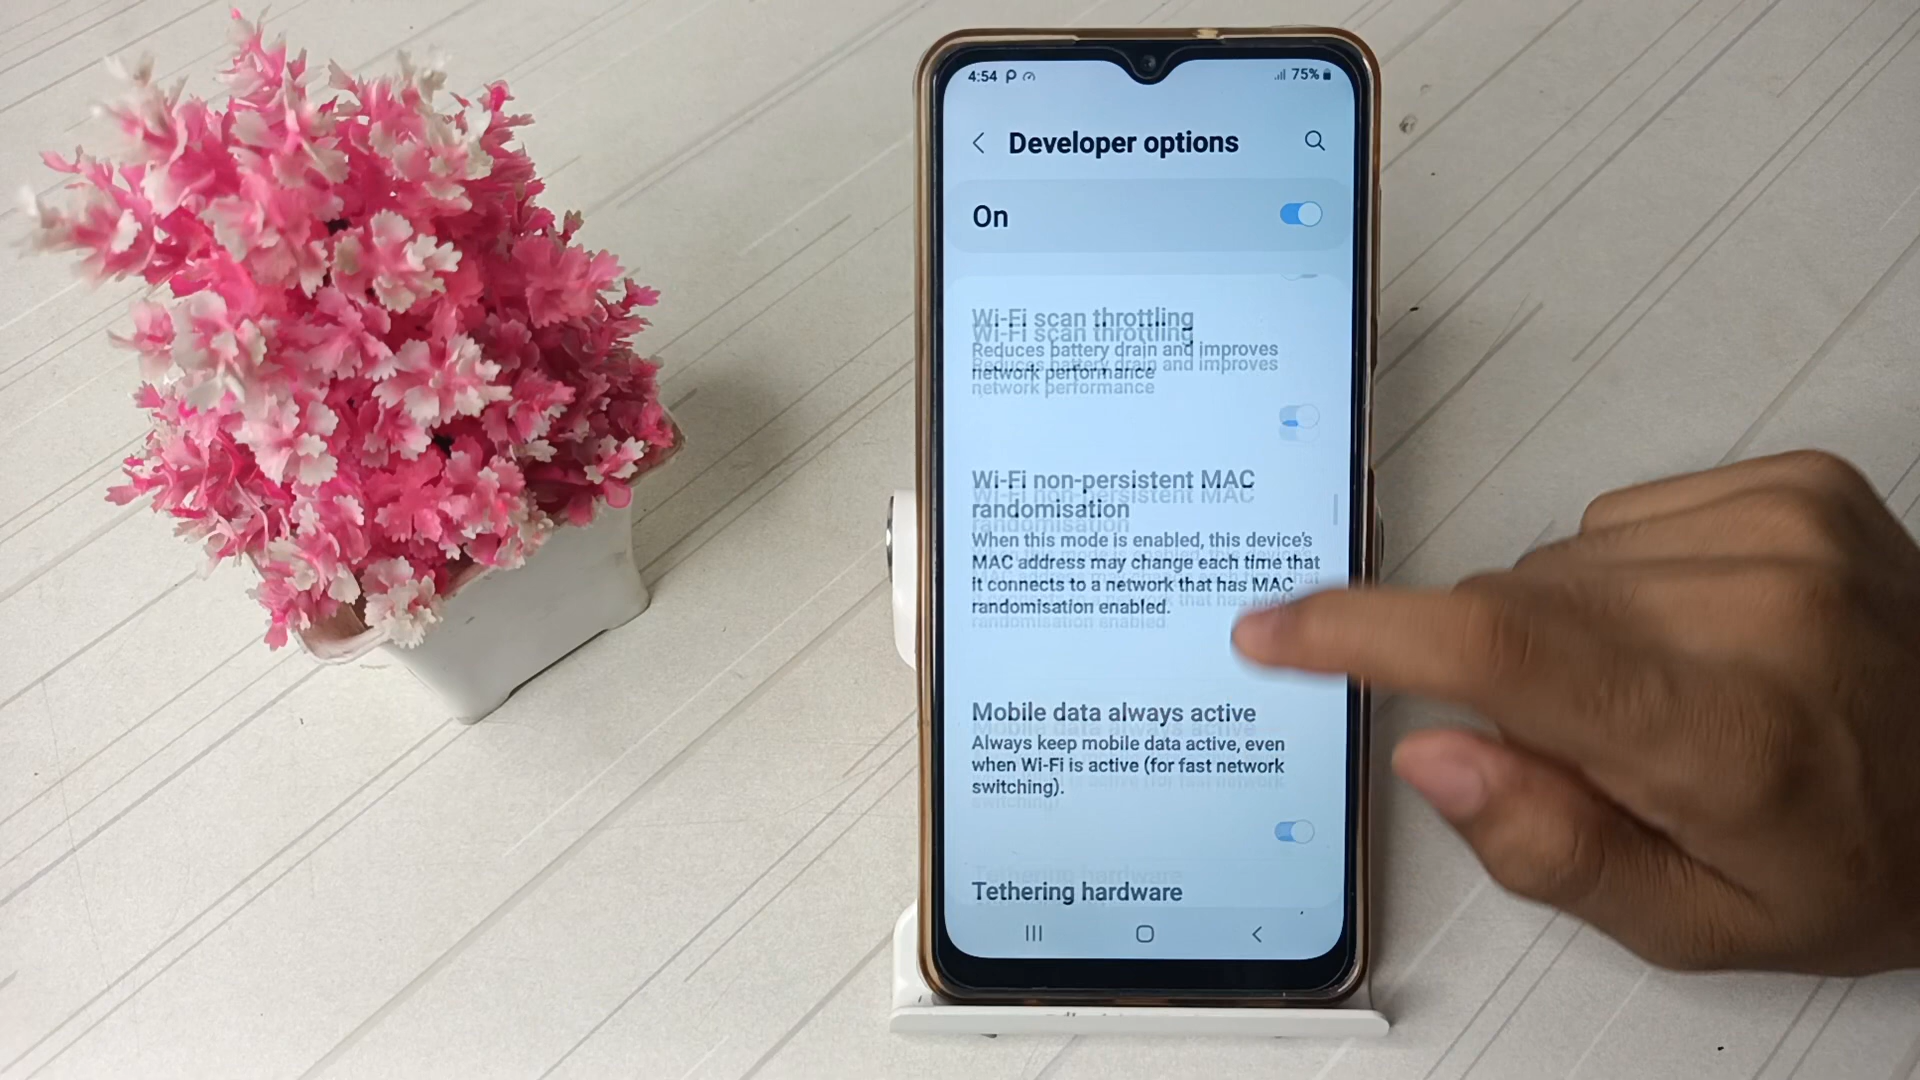 4:54
75%
Developer options
On
Wi-Fi scan throttling
Reduces battery drain and improves
network performance
Wi-Fi non-persistent MAC
randomisation
When this mode is enabled, this device's
MAC address may change each time that
it connects to a network that has MAC
randomisation enabled.
Mobile data always active
Always keep mobile data active, even
when Wi-Fi is active (for fast network
switching).
Tethering hardware